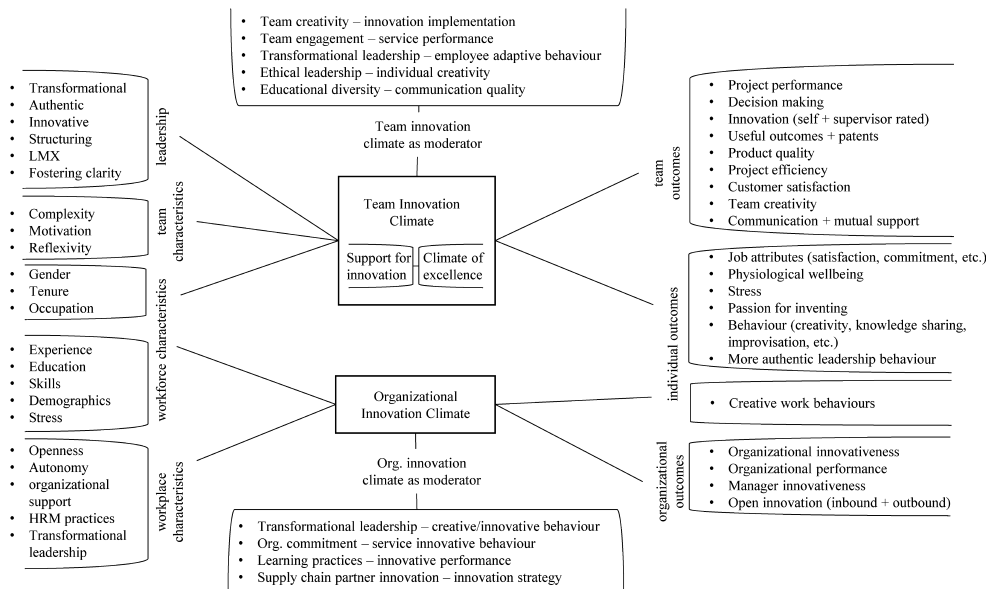 Team creativity – innovation implementation
Team engagement – service performance
Transformational leadership – employee adaptive behaviour
Ethical leadership – individual creativity
Educational diversity – communication quality
Team innovation
climate as moderator
Transformational
Authentic
Innovative
Structuring
LMX
Fostering clarity
leadership
Complexity
Motivation
Reflexivity
team
characteristics
Gender
Tenure
Occupation
Experience
Education
Skills
Demographics
Stress
workforce characteristics
Openness
Autonomy
organizational
support
HRM practices
Transformational
leadership
workplace
characteristics
Team Innovation
Climate
Support for
innovation
Climate of
excellence
Organizational
Innovation Climate
Org. innovation
climate as moderator
Transformational leadership – creative/innovative behaviour
Org. commitment – service innovative behaviour
Learning practices – innovative performance
Supply chain partner innovation – innovation strategy
team
outcomes
Project performance
Decision making
Innovation (self + supervisor rated)
Useful outcomes + patents
Product quality
Project efficiency
Customer satisfaction
Team creativity
Communication + mutual support
individual outcomes
Job attributes (satisfaction, commitment, etc.)
Physiological wellbeing
Stress
Passion for inventing
Behaviour (creativity, knowledge sharing,
improvisation, etc.)
More authentic leadership behaviour
Creative work behaviours
organizational
outcomes
Organizational innovativeness
Organizational performance
Manager innovativeness
Open innovation (inbound + outbound)